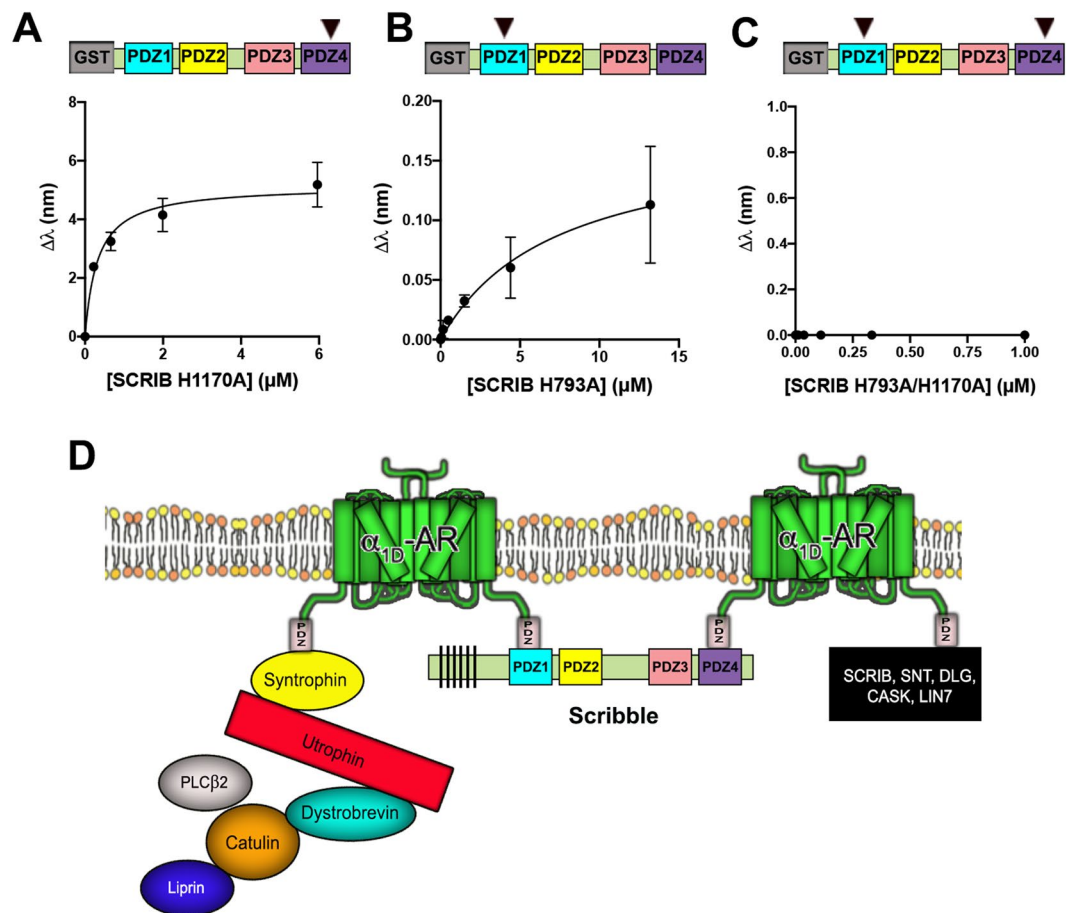 A
GST PDZ1 PDZ2 PDZ3 PDZ4
8
6
4
2
0
0 2 4 6
Δλ (nm)
[SCRIB H1170A] (μM)
B
GST PDZ1 PDZ2 PDZ3 PDZ4
0.20
0.15
0.10
0.05
0.00
0 5 10 15
Δλ (nm)
[SCRIB H793A] (μM)
C
GST PDZ1 PDZ2 PDZ3 PDZ4
1.0
0.8
0.6
0.4
0.2
0.0
0.00 0.25 0.50 0.75 1.00
Δλ (nm)
[SCRIB H793A/H1170A] (μM)
D
α1D-AR
α1D-AR
PDZ
PDZ
PDZ
PDZ
Syntrophin
Utrophin
PLCβ2
Dystrobrevin
Catulin
Liprin
PDZ1 PDZ2 PDZ3 PDZ4
Scribble
SCRIB, SNT, DLG,
CASK, LIN7